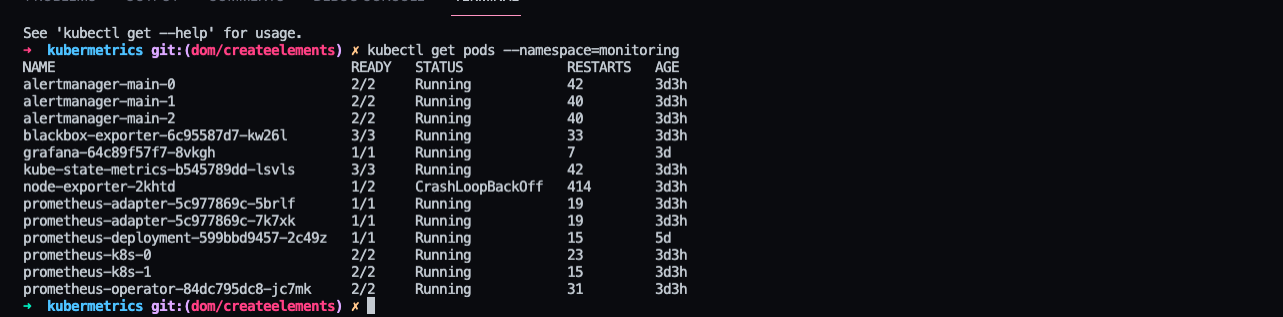 See 'kubectl get --help' for usage.
➜ kubermetrics git:(dom/createelements) ✗ kubectl get pods --namespace=monitoring
NAME READY STATUS RESTARTS AGE
alertmanager-main-0 2/2 Running 42 3d3h
alertmanager-main-1 2/2 Running 40 3d3h
alertmanager-main-2 2/2 Running 40 3d3h
blackbox-exporter-6c95587d7-kw26l 3/3 Running 33 3d3h
grafana-64c89f57f7-8vkgh 1/1 Running 7 3d
kube-state-metrics-b545789dd-lsvls 3/3 Running 42 3d3h
node-exporter-2khtd 1/2 CrashLoopBackOff 414 3d3h
prometheus-adapter-5c977869c-5brlf 1/1 Running 19 3d3h
prometheus-adapter-5c977869c-7k7xk 1/1 Running 19 3d3h
prometheus-deployment-599bbd9457-2c49z 1/1 Running 15 5d
prometheus-k8s-0 2/2 Running 23 3d3h
prometheus-k8s-1 2/2 Running 15 3d3h
prometheus-operator-84dc795dc8-jc7mk 2/2 Running 31 3d3h
➜ kubermetrics git:(dom/createelements) ✗